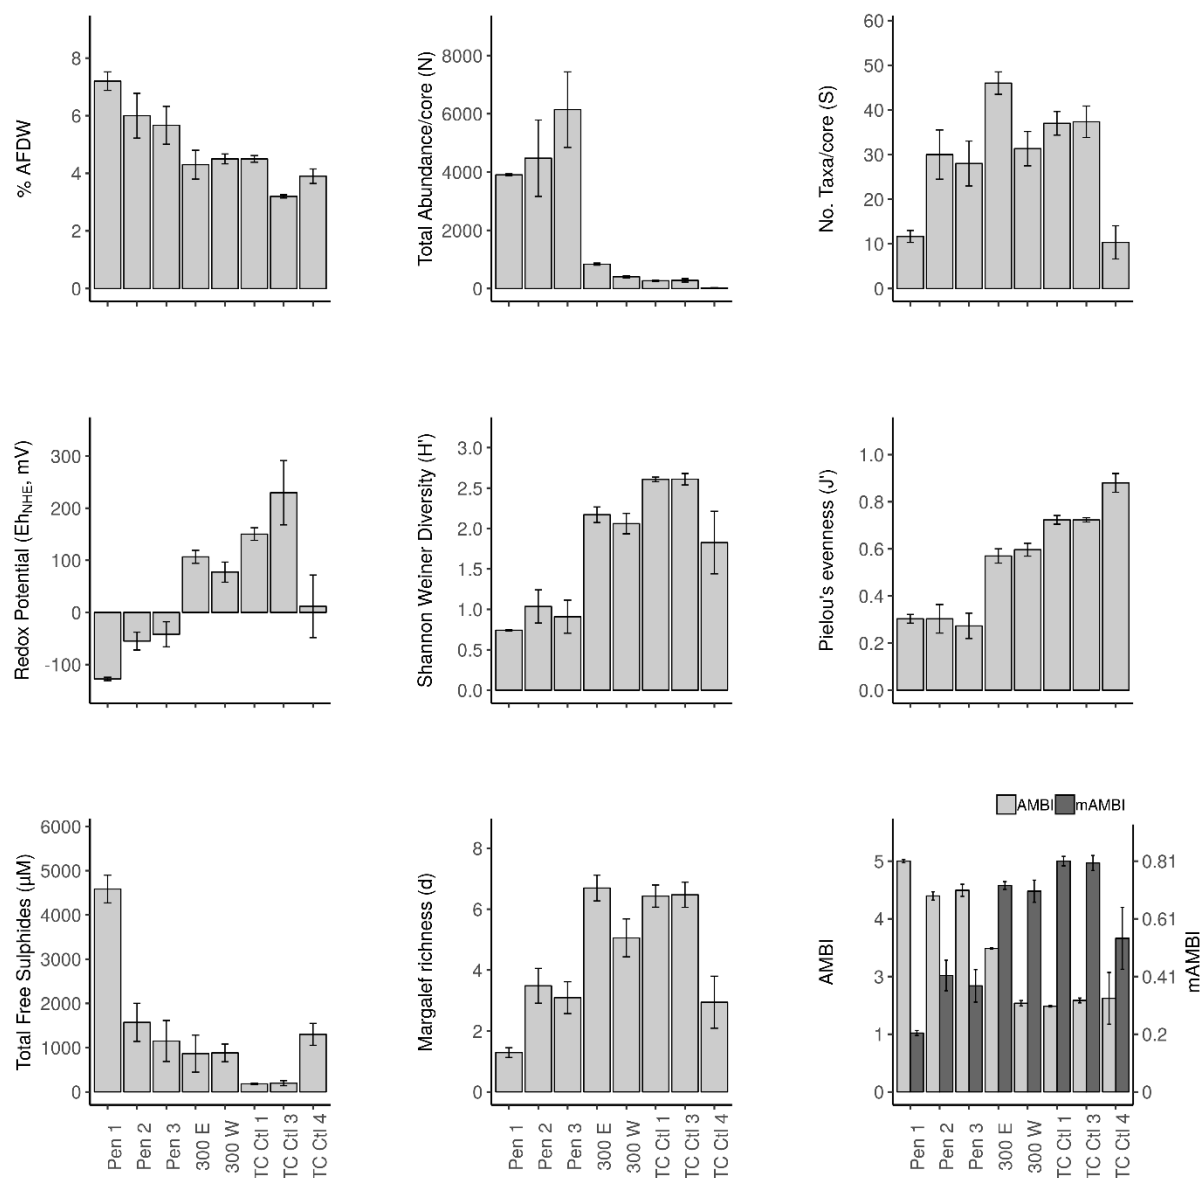 % AFDW
8
6
4
2
0
Total Abundance/core (N)
8000
6000
4000
2000
0
No. Taxa/core (S)
60
50
40
30
20
10
0
Redox Potential (Eh_NHE, mV)
300
200
100
0
-100
Shannon Weiner Diversity (H')
3.0
2.5
2.0
1.5
1.0
0.5
0.0
Pielou's evenness (J')
1.0
0.8
0.6
0.4
0.2
0.0
Total Free Sulphides (µM)
6000
5000
4000
3000
2000
1000
0
Pen 1
Pen 2
Pen 3
300 E
300 W
TC Ctl 1
TC Ctl 3
TC Ctl 4
Margalef richness (d)
8
6
4
2
0
Pen 1
Pen 2
Pen 3
300 E
300 W
TC Ctl 1
TC Ctl 3
TC Ctl 4
AMBI mAMBI
AMBI
5
4
3
1
0
mAMBI
0.81
0.61
0.41
0.2
0
Pen 1
Pen 2
Pen 3
300 E
300 W
TC Ctl 1
TC Ctl 3
TC Ctl 4